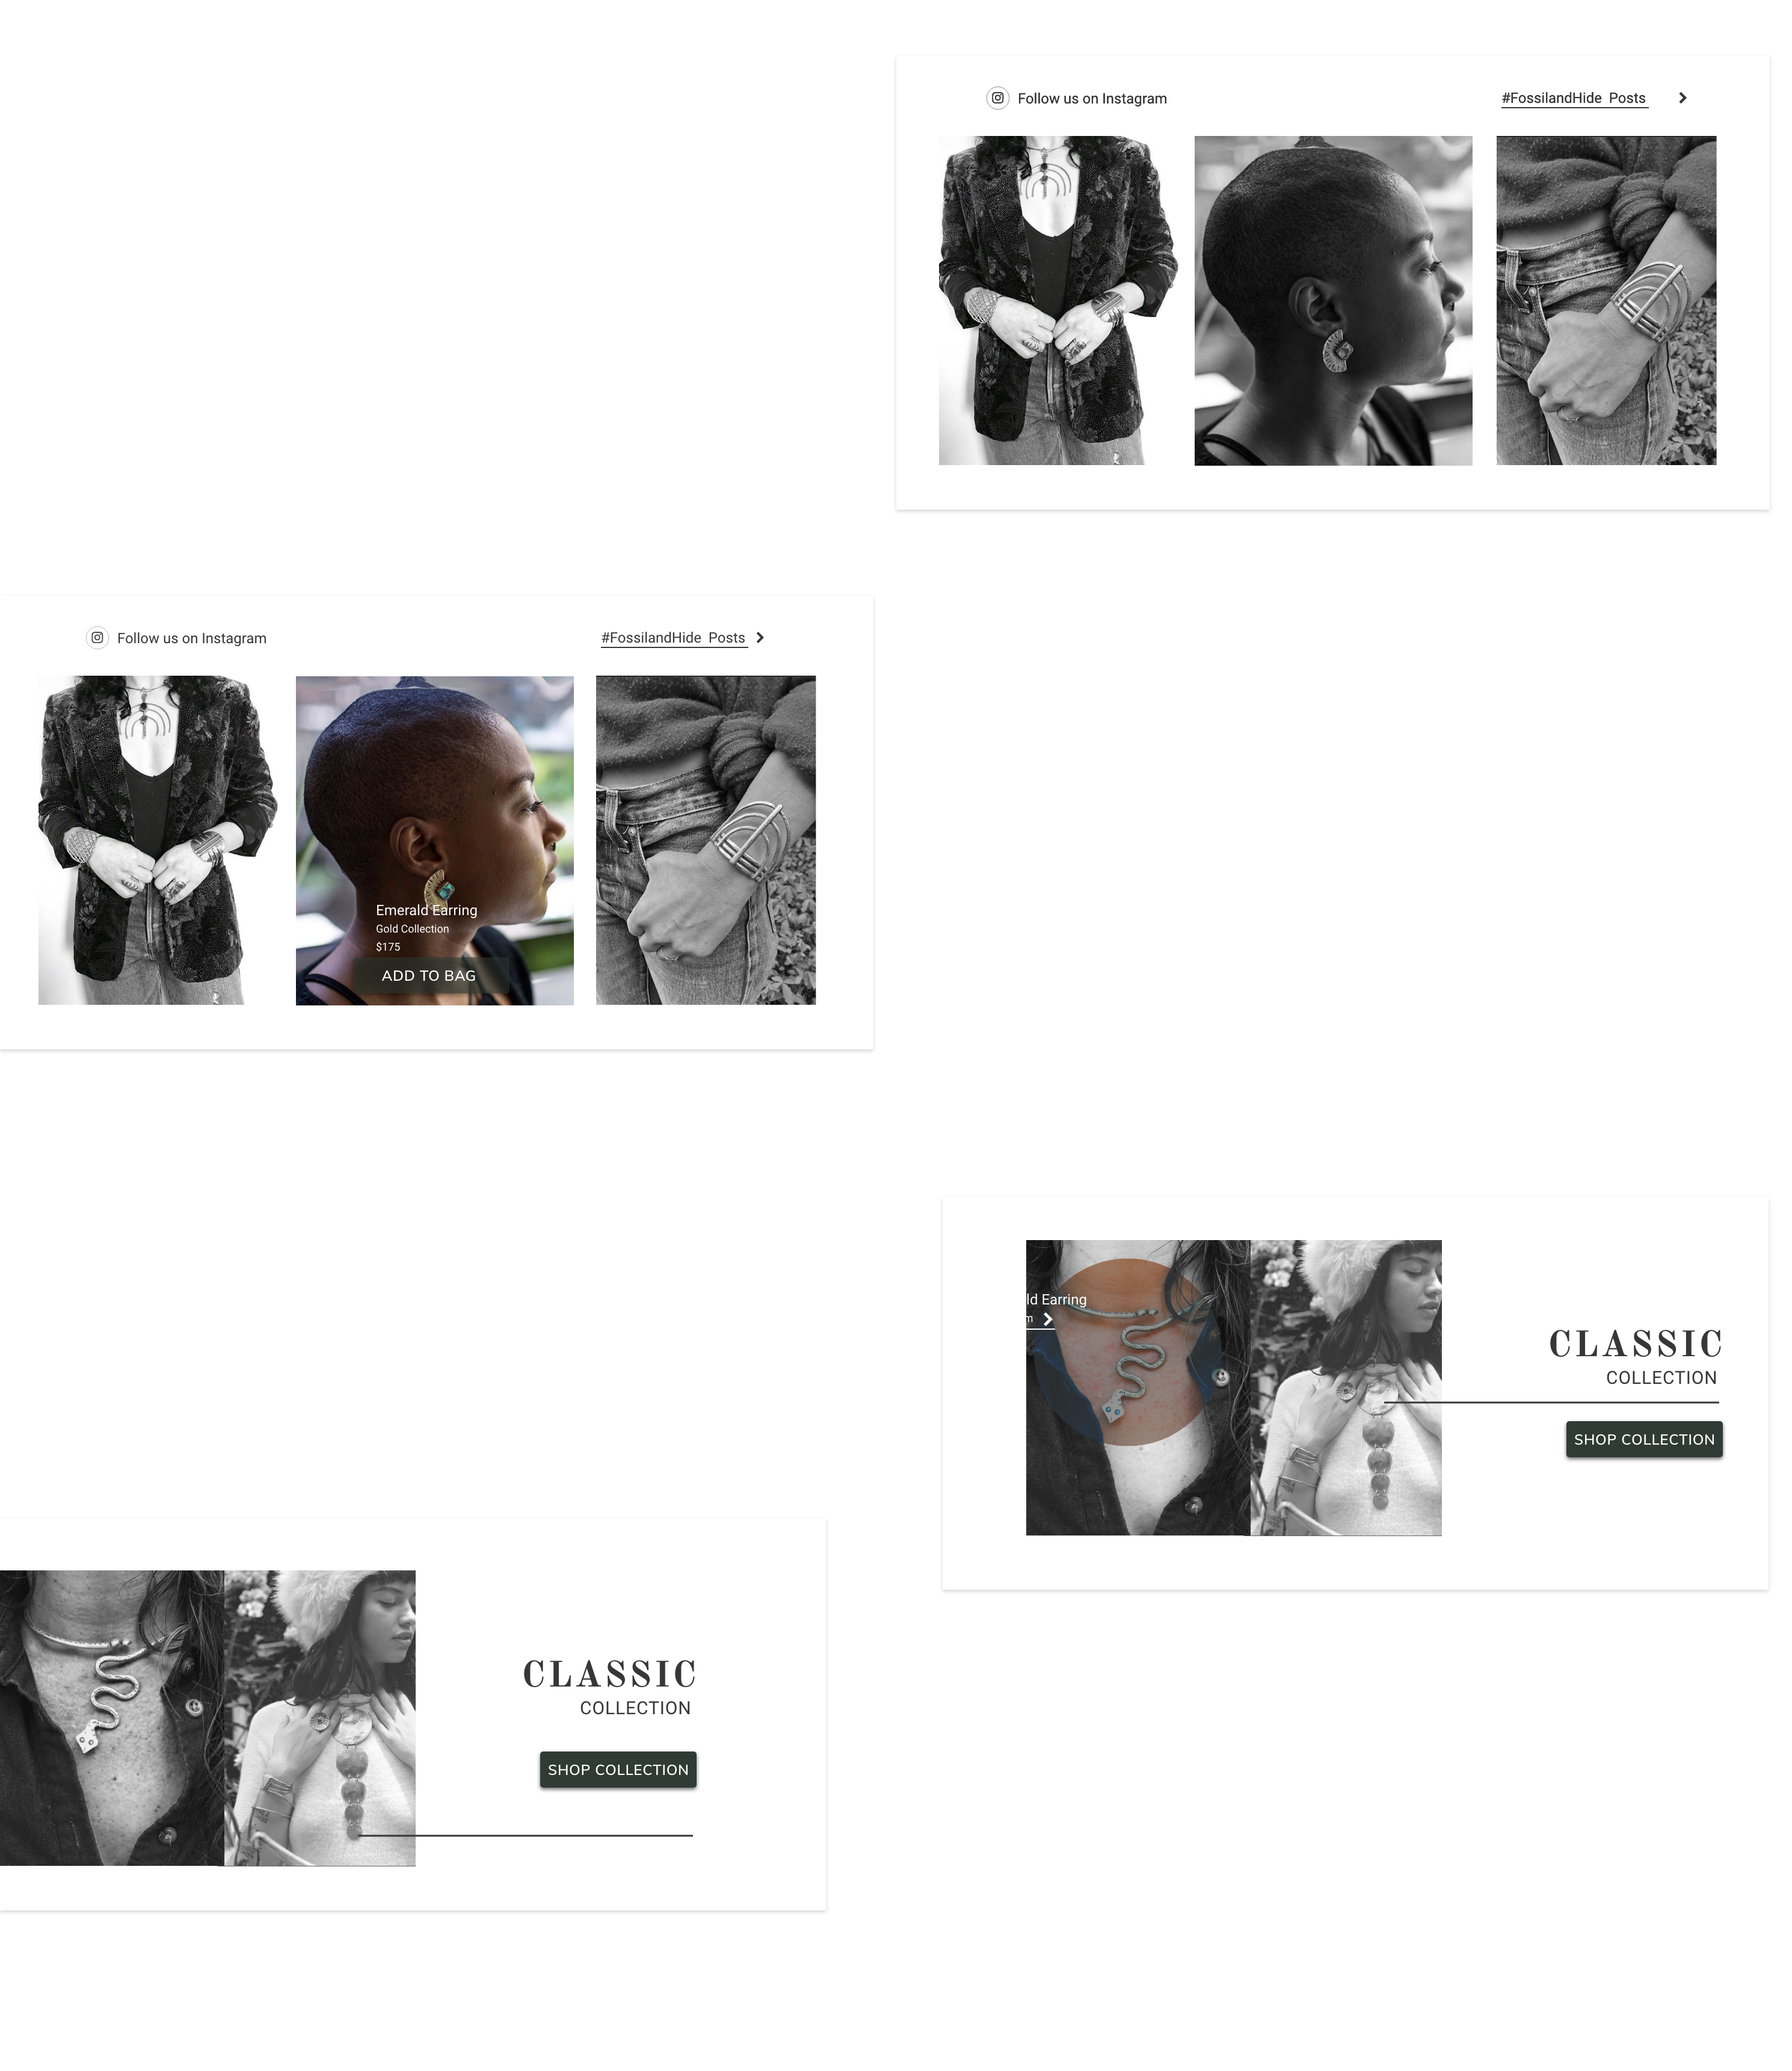 Follow us on Instagram
#FossilandHide Posts
Follow us on Instagram
#FossilandHide Posts
Emerald Earring
Gold Collection
$175
ADD TO BAG
ld Earring
m
CLASSIC
COLLECTION
SHOP COLLECTION
CLASSIC
COLLECTION
SHOP COLLECTION